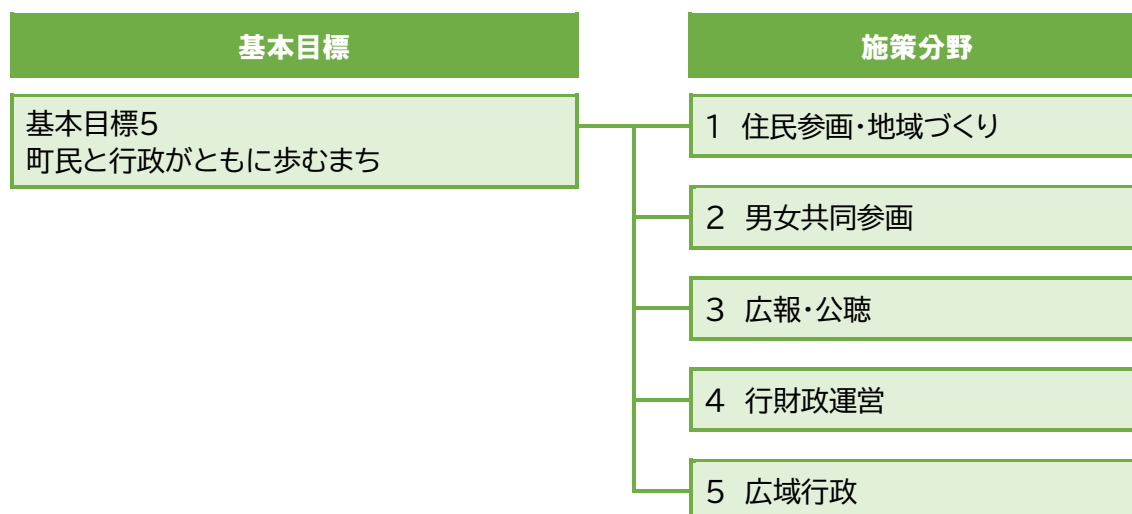 基本目標
施策分野
基本目標5
町民と行政がともに歩むまち
1 住民参画・地域づくり
2 男女共同参画
3 広報・公聴
4 行財政運営
5 広域行政